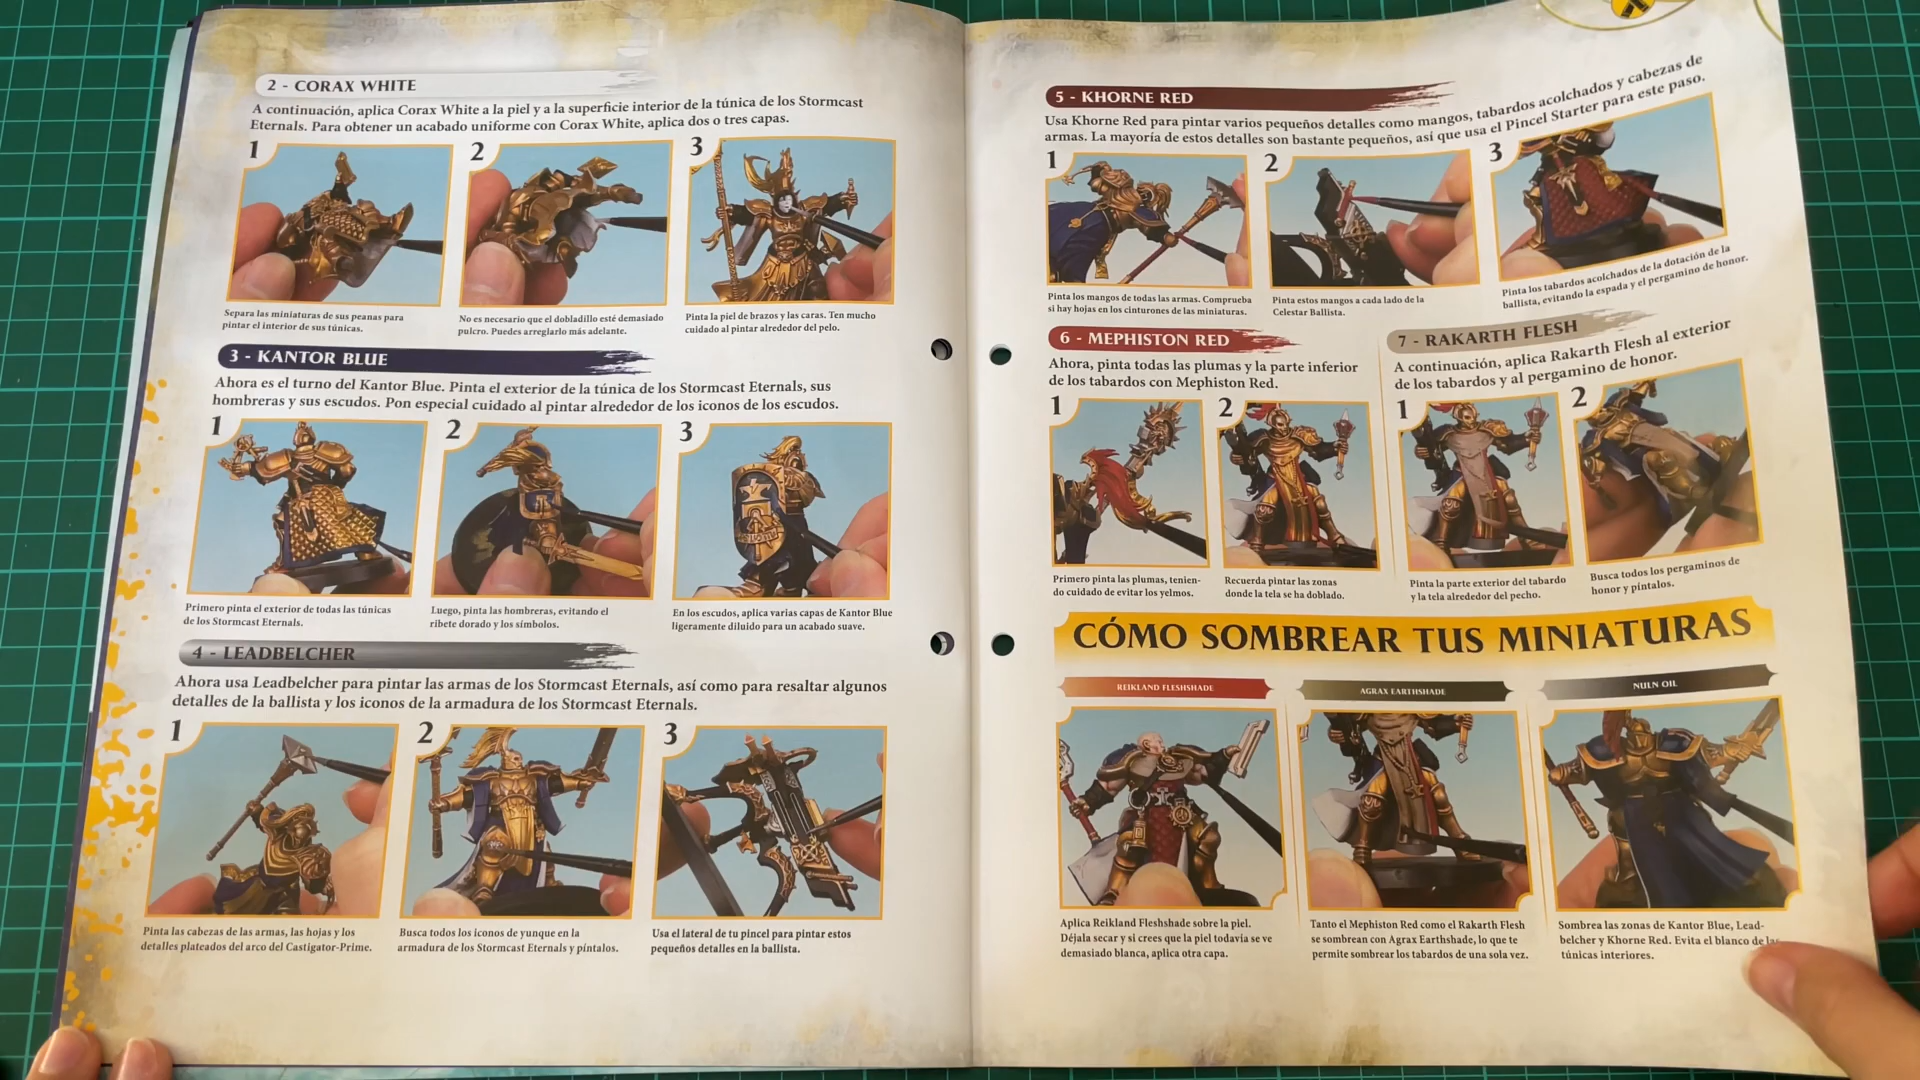 2 - CORAX WHITE
A continuación, aplica Corax White a la piel y a la superficie interior de la túnica de los Stormcast
Eternals. Para obtener un acabado uniforme con Corax White, aplica dos o tres capas.
1
2
3
Separa las miniaturas de sus peanas para
pintar el interior de sus túnicas.
No es necesario que el dobladillo esté demasiado
pulcro. Puedes arreglarlo más adelante.
Pinta la piel de brazos y las caras. Ten mucho
cuidado al pintar alrededor del pelo.
3 - KANTOR BLUE
Ahora es el turno del Kantor Blue. Pinta el exterior de la túnica de los Stormcast Eternals, sus
hombreras y sus escudos. Pon especial cuidado al pintar alrededor de los iconos de los escudos.
1
2
3
Primero pinta el exterior de todas las túnicas
de los Stormcast Eternals.
Luego, pinta las hombreras, evitando el
ribete dorado y los símbolos.
En los escudos, aplica varias capas de Kantor Blue
ligeramente diluido para un acabado suave.
4 - LEADBELCHER
Ahora usa Leadbelcher para pintar las armas de los Stormcast Eternals, así como para resaltar algunos
detalles de la ballista y los iconos de la armadura de los Stormcast Eternals.
1
2
3
Pinta las cabezas de las armas, las hojas y los
detalles plateados del arco del Castigator-Prime.
Busca todos los iconos de yunque en la
armadura de los Stormcast Eternals y píntalos.
Usa el lateral de tu pincel para pintar estos
pequeños detalles en la ballista.
5 - KHORNE RED
Usa Khorne Red para pintar varios pequeños detalles como mangos, tabardos acolchados y cabezas de
armas. La mayoría de estos detalles son bastante pequeños, así que usa el Pincel Starter para este paso.
1
2
3
Pinta los mangos de todas las armas. Comprueba
si hay hojas en los cinturones de las miniaturas.
Pinta estos mangos a cada lado de la
Celestar Ballista.
Pinta los tabardos acolchados de la dotación de la
ballista, evitando la espada y el pergamino de honor.
6 - MEPHISTON RED
Ahora, pinta todas las plumas y la parte inferior
de los tabardos con Mephiston Red.
1
2
Primero pinta las plumas, tenien-
do cuidado de evitar los yelmos.
Recuerda pintar las zonas
donde la tela se ha doblado.
7 - RAKARTH FLESH
A continuación, aplica Rakarth Flesh al exterior
de los tabardos y al pergamino de honor.
1
2
Pinta la parte exterior del tabardo
y la tela alrededor del pecho.
Busca todos los pergaminos de
honor y píntalos.
CÓMO SOMBREAR TUS MINIATURAS
REIKLAND FLESHSHADE
Aplica Reikland Fleshshade sobre la piel.
Déjala secar y si crees que la piel todavía se ve
demasiado blanca, aplica otra capa.
AGRAX EARTHSHADE
Tanto el Mephiston Red como el Rakarth Flesh
se sombrean con Agrax Earthshade, lo que te
permite sombrear los tabardos de una sola vez.
NULN OIL
Sombrea las zonas de Kantor Blue, Lead-
belcher y Khorne Red. Evita el blanco de las
túnicas interiores.